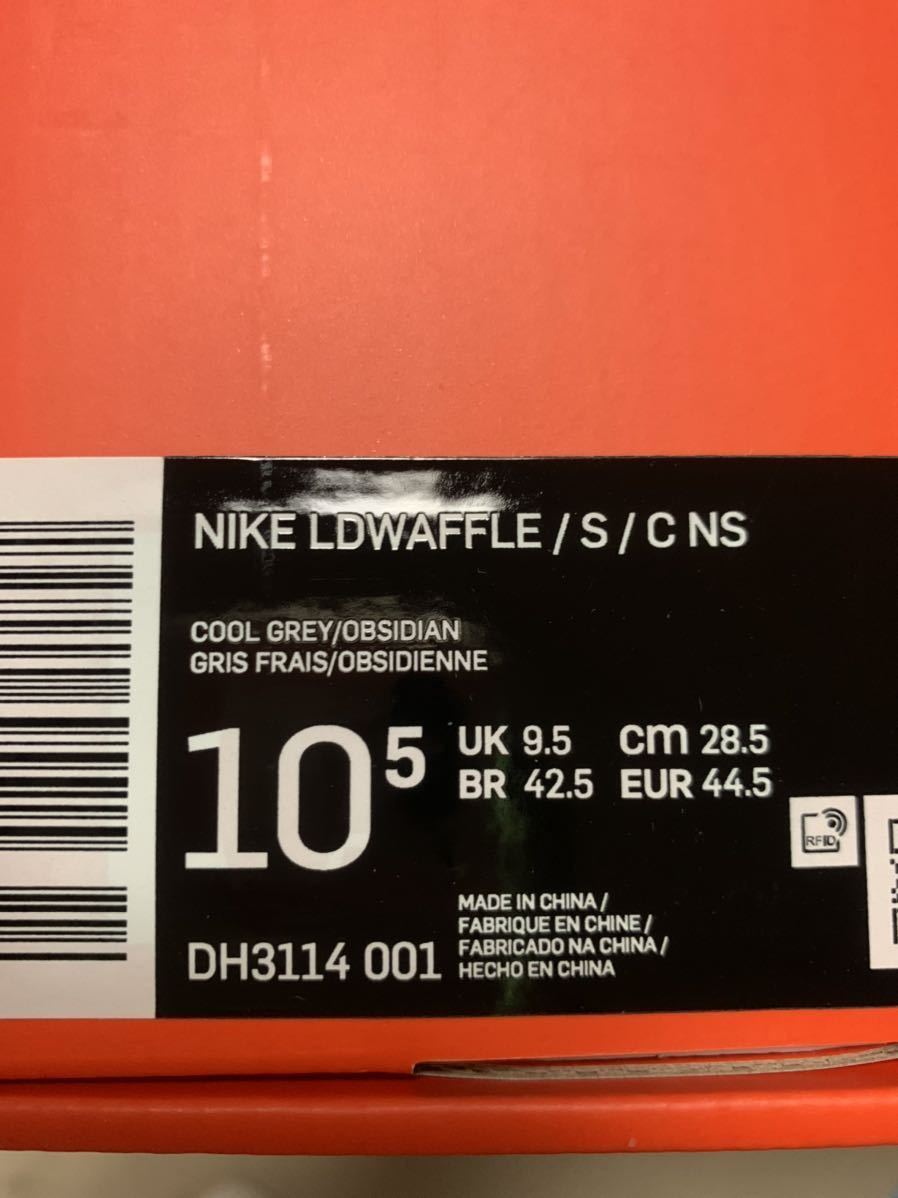 NIKE LDWAFFLE / S / C NS
COOL GREY/OBSIDIAN
GRIS FRAIS/OBSIDIENNE
10 5
UK 9.5 cm 28.5
BR 42.5 EUR 44.5
RFID
MADE IN CHINA /
FABRIQUE EN CHINE /
FABRICADO NA CHINA /
HECHO EN CHINA
DH3114 001